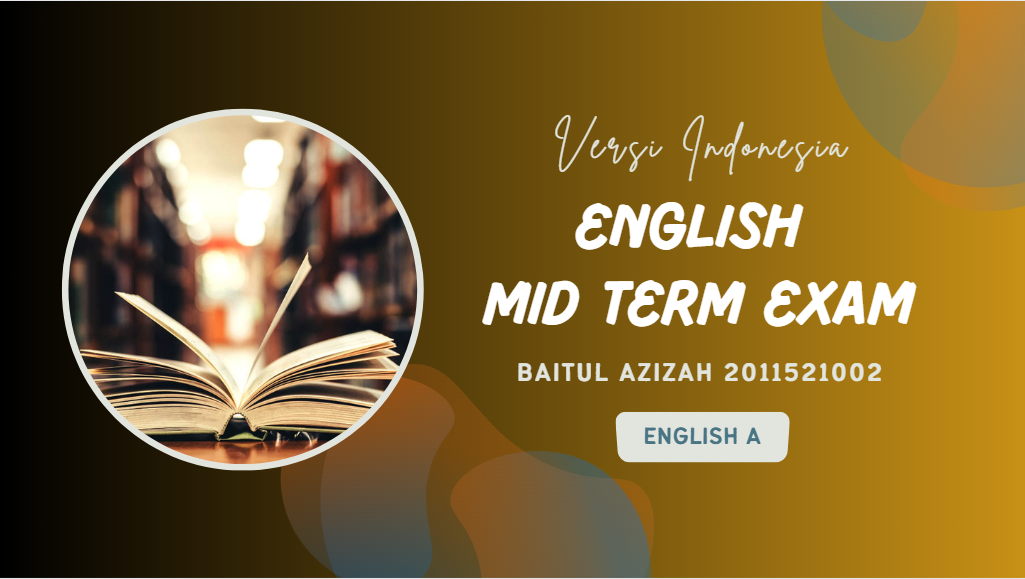 Versi Indonesia
ENGLISH
MID TERM EXAM
BAITUL AZIZAH 2011521002
ENGLISH A